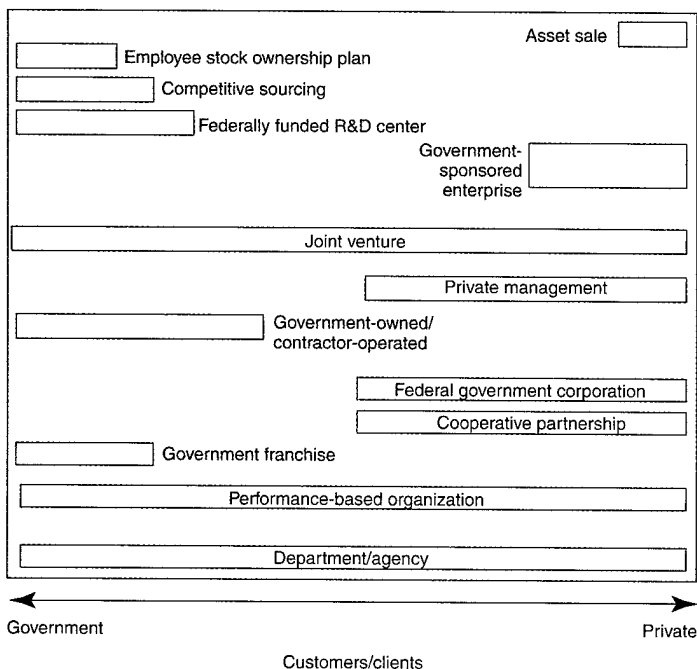 Asset sale
Employee stock ownership plan
Competitive sourcing
Federally funded R&D center
Government-
sponsored
enterprise
Joint venture
Private management
Government-owned/
contractor-operated
Federal government corporation
Cooperative partnership
Government franchise
Performance-based organization
Department/agency
Government
Private
Customers/clients